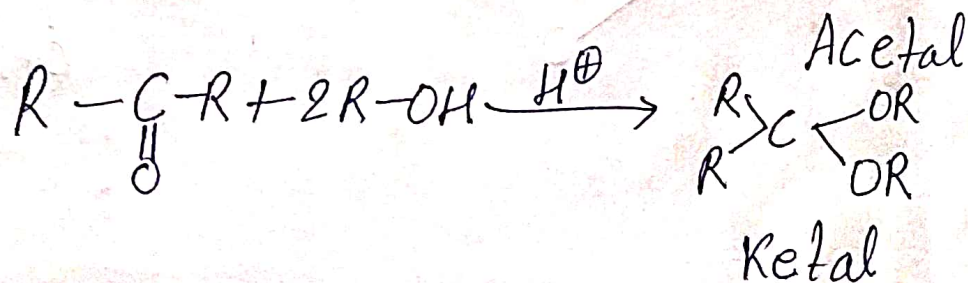 Acetal
R – C – R + 2R – OH H⊕ → R R > C < OR OR
|| O
Ketal